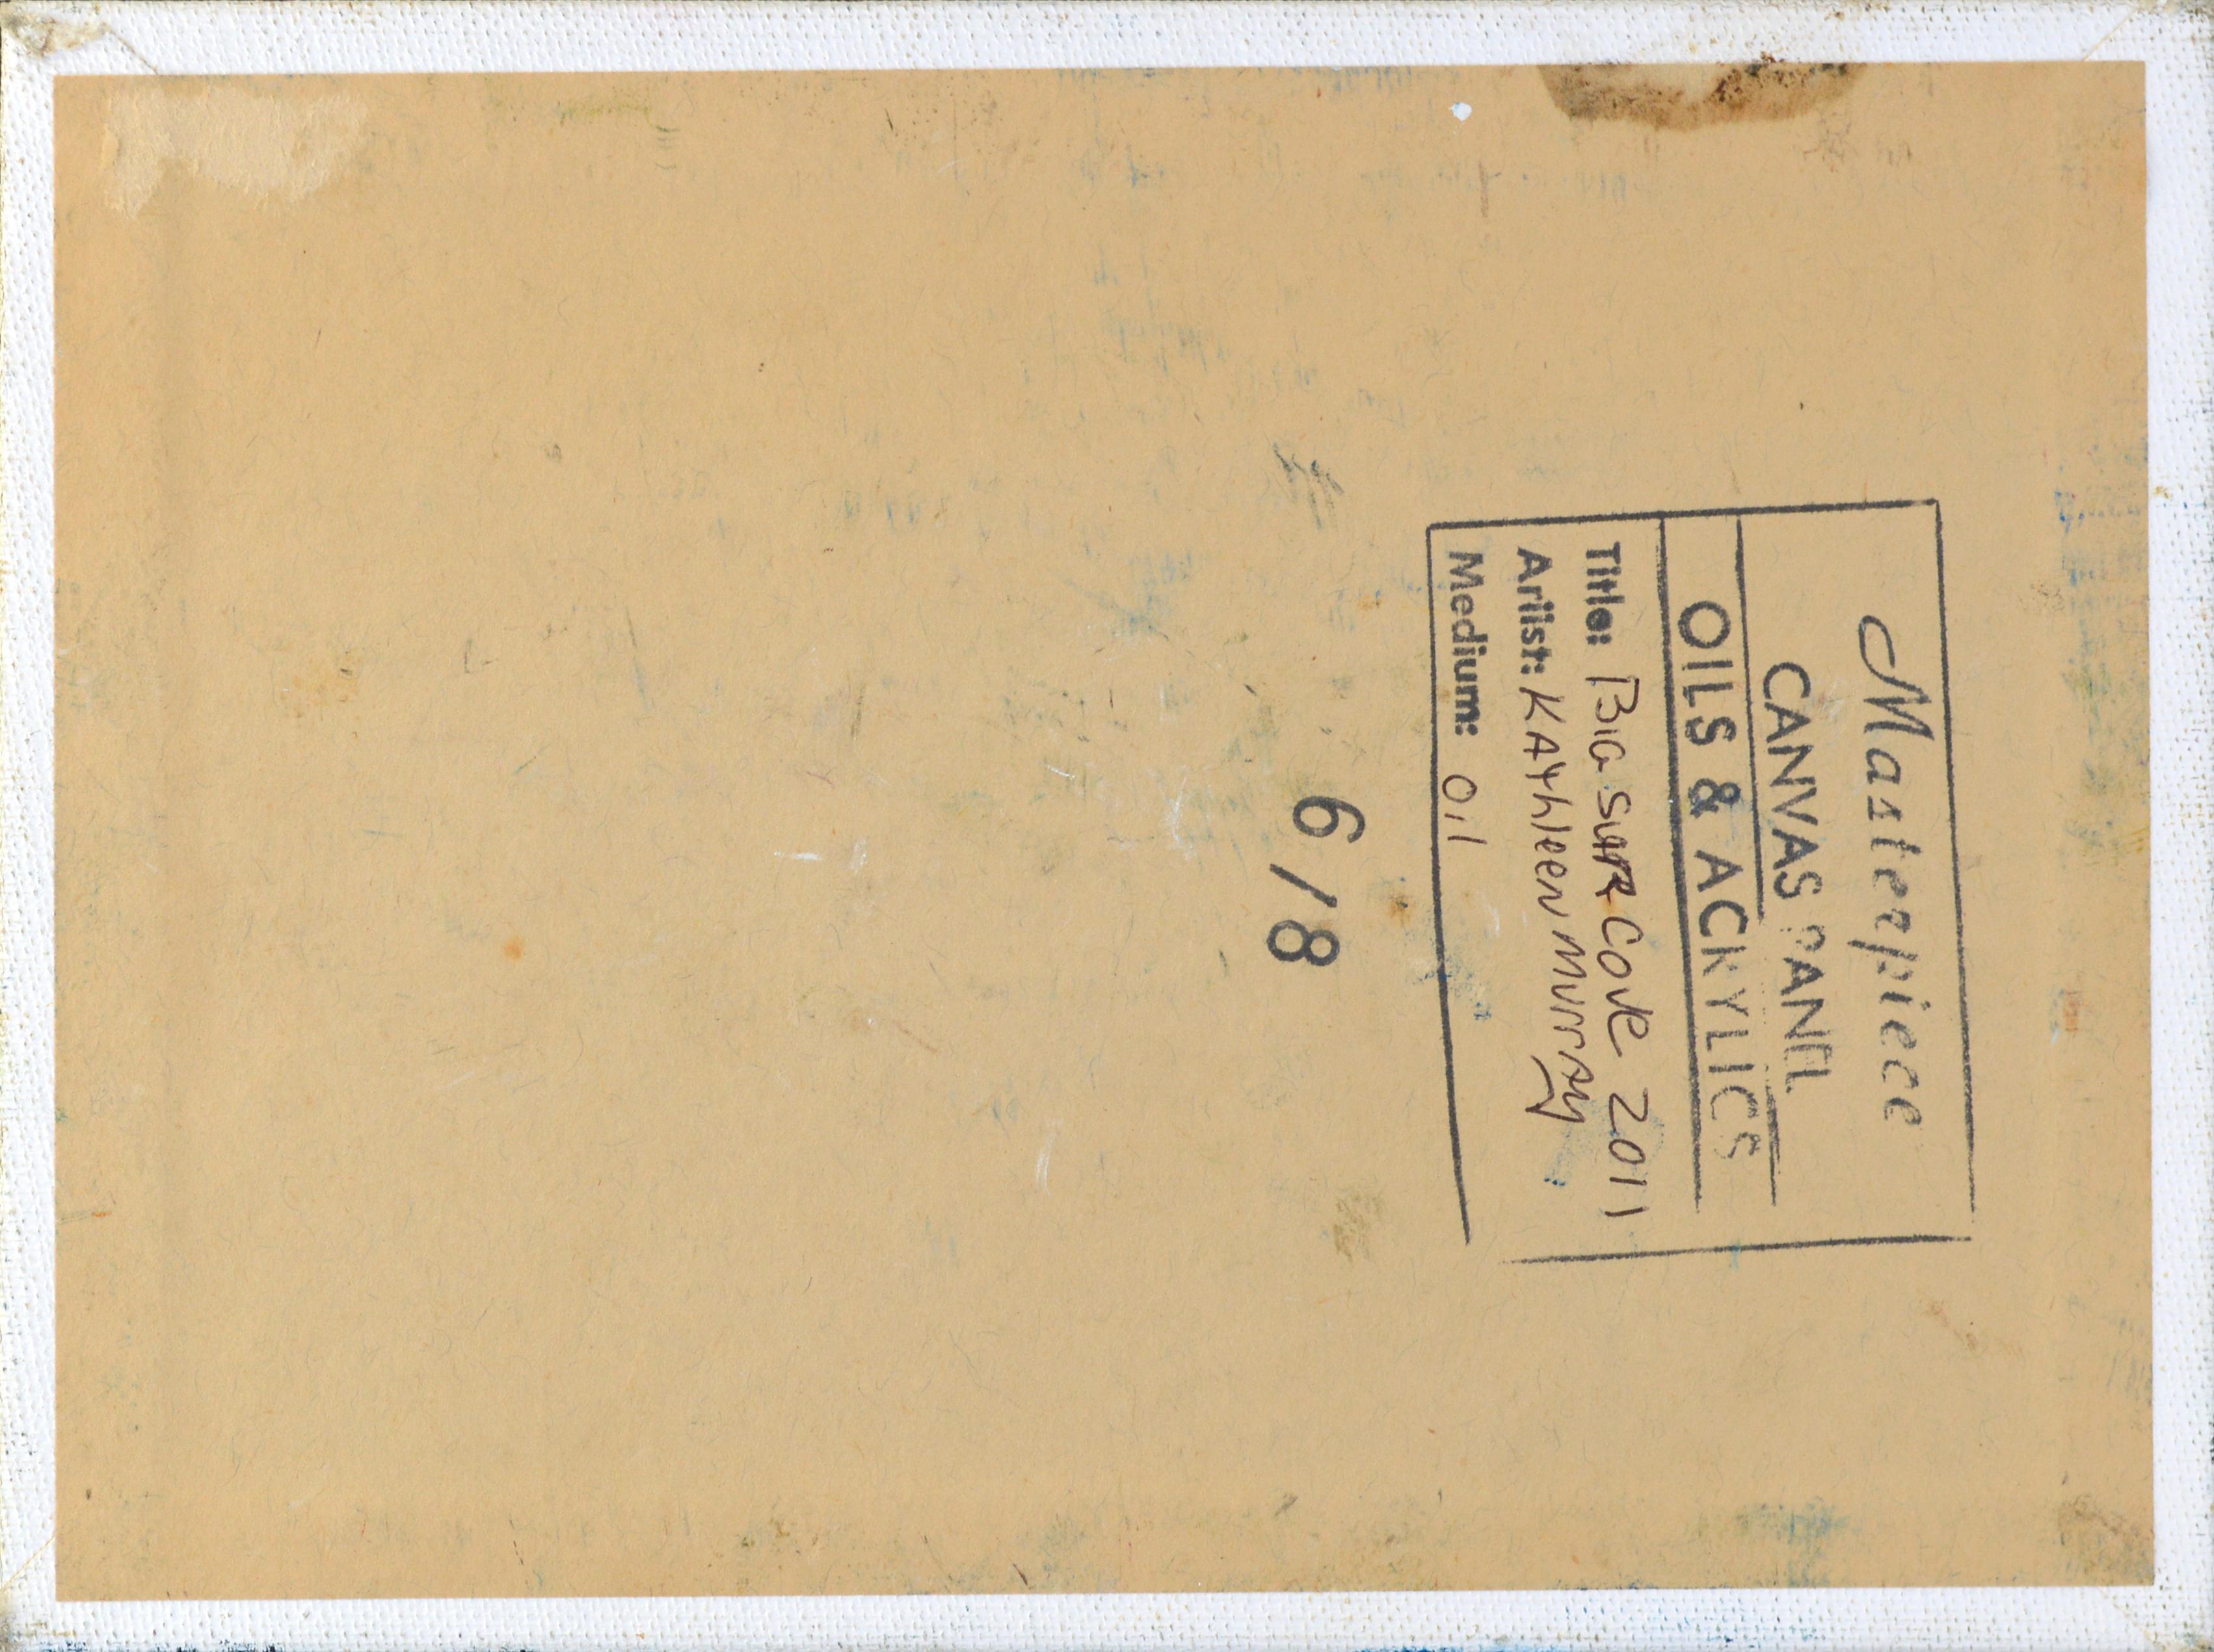 Masterpiece
CANVAS PANEL
OILS & ACRYLICS
Title: BIG SUR COVE 2011
Artist: KAthleen Murray
Medium: Oil
6/8